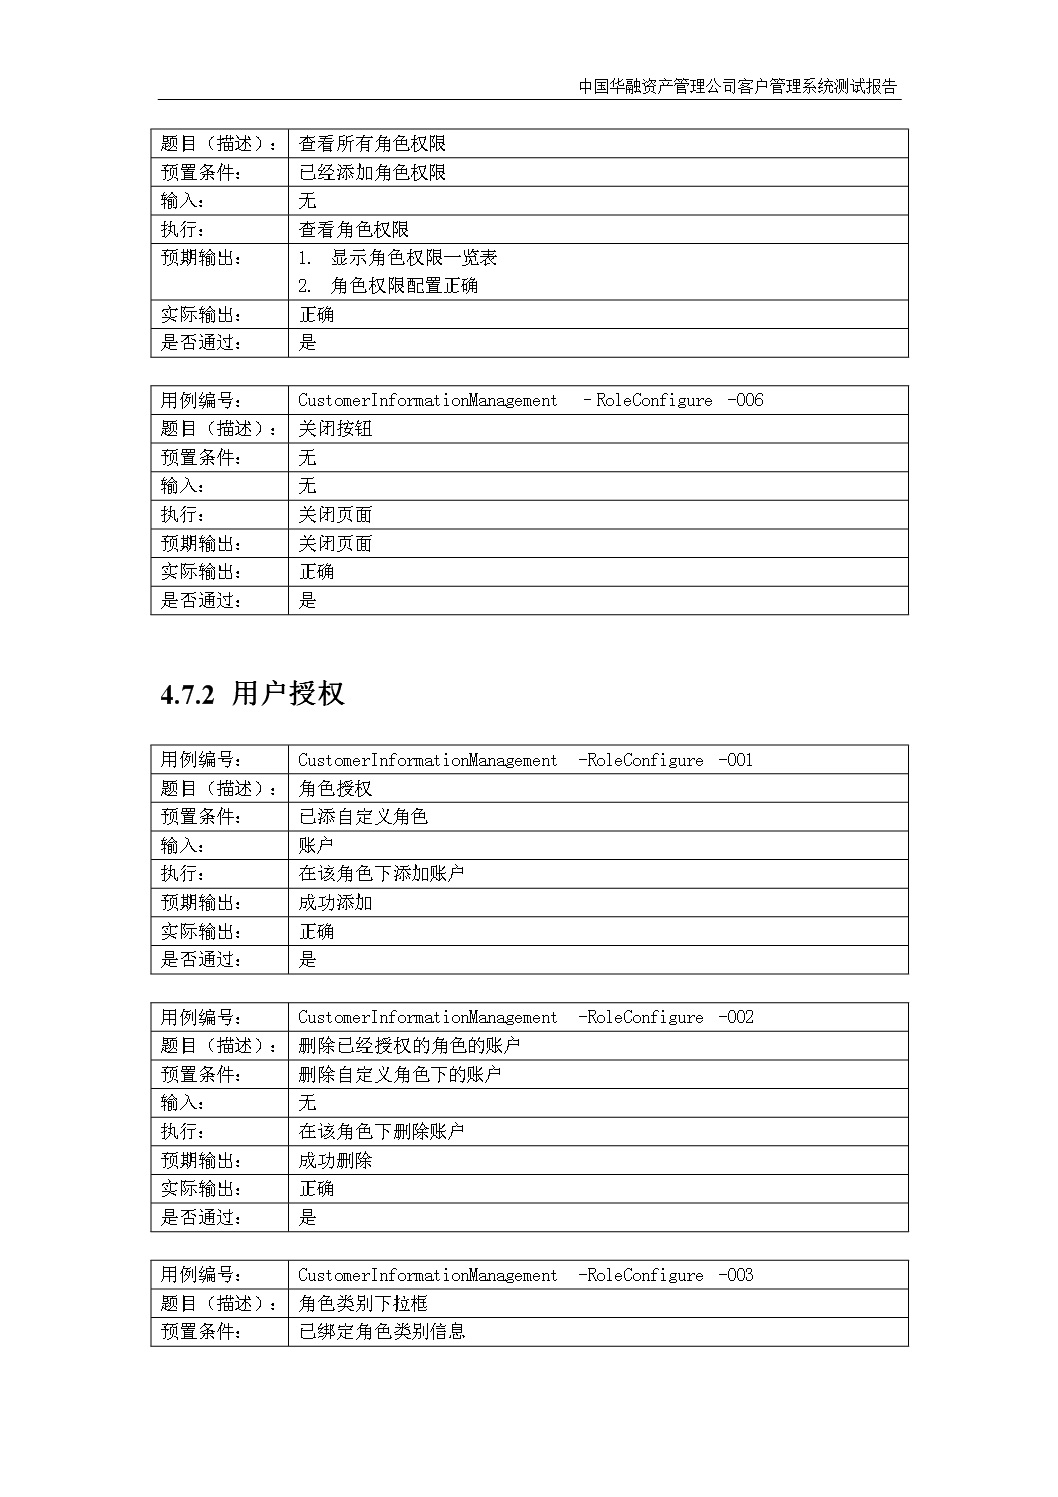 中国华融资产管理公司客户管理系统测试报告
题目（描述）： 查看所有角色权限
预置条件： 已经添加角色权限
输入： 无
执行： 查看角色权限
预期输出： 1. 显示角色权限一览表
2. 角色权限配置正确
实际输出： 正确
是否通过： 是
用例编号： CustomerInformationManagement –RoleConfigure -006
题目（描述）： 关闭按钮
预置条件： 无
输入： 无
执行： 关闭页面
预期输出： 关闭页面
实际输出： 正确
是否通过： 是
4.7.2 用户授权
用例编号： CustomerInformationManagement -RoleConfigure -001
题目（描述）： 角色授权
预置条件： 已添自定义角色
输入： 账户
执行： 在该角色下添加账户
预期输出： 成功添加
实际输出： 正确
是否通过： 是
用例编号： CustomerInformationManagement -RoleConfigure -002
题目（描述）： 删除已经授权的角色的账户
预置条件： 删除自定义角色下的账户
输入： 无
执行： 在该角色下删除账户
预期输出： 成功删除
实际输出： 正确
是否通过： 是
用例编号： CustomerInformationManagement -RoleConfigure -003
题目（描述）： 角色类别下拉框
预置条件： 已绑定角色类别信息